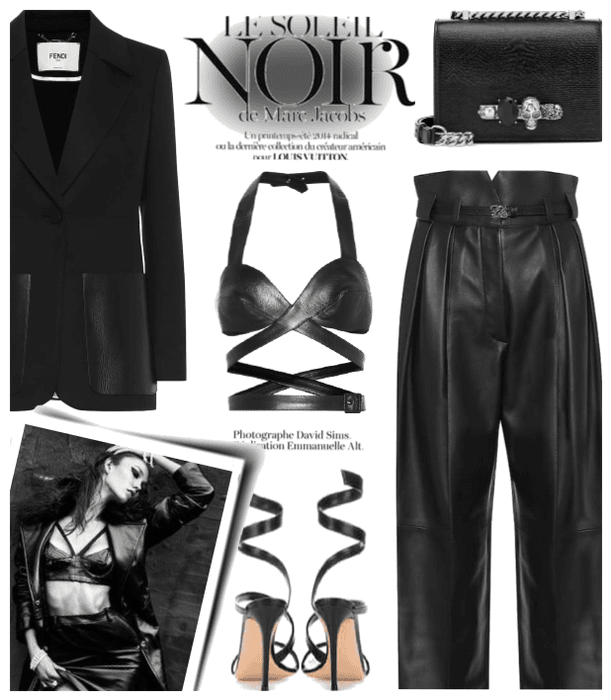 FENDI
LE SOLEIL
NOIR
de Marc Jacobs
Un printemps-été 2014 radical
ou la dernière collection du créateur américain
pour LOUIS VUITTON.
Photographe David Sims.
Emmanuelle Alt.